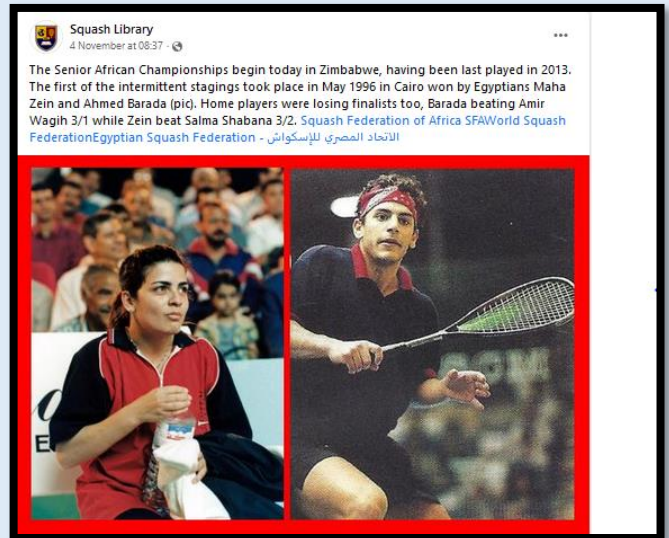 Squash Library
4 November at 08:37 ·
The Senior African Championships begin today in Zimbabwe, having been last played in 2013.
The first of the intermittent stagings took place in May 1996 in Cairo won by Egyptians Maha
Zein and Ahmed Barada (pic). Home players were losing finalists too, Barada beating Amir
Wagih 3/1 while Zein beat Salma Shabana 3/2. Squash Federation of Africa SFAWorld Squash
FederationEgyptian Squash Federation - الاتحاد المصري للإسكواش
E